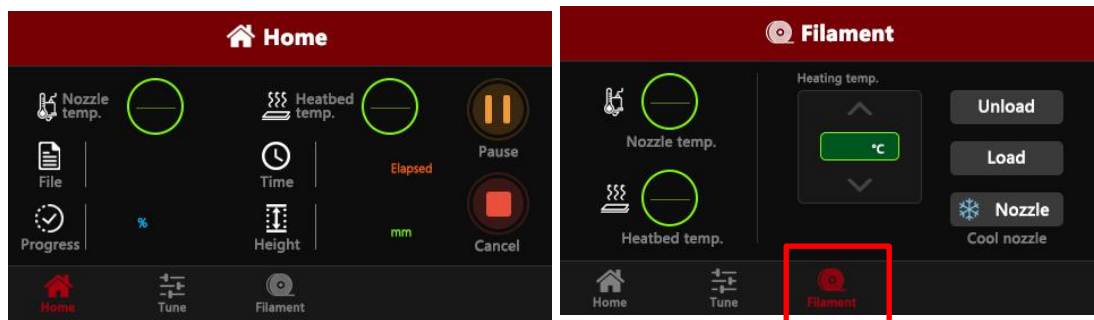 Home
Nozzle
temp.
Heatbed
temp.
Pause
File
Time
Elapsed
Progress
%
Height
mm
Cancel
Home
Tune
Filament
Filament
Heating temp.
Nozzle temp.
°C
Unload
Load
Heatbed temp.
Nozzle
Cool nozzle
Home
Tune
Filament